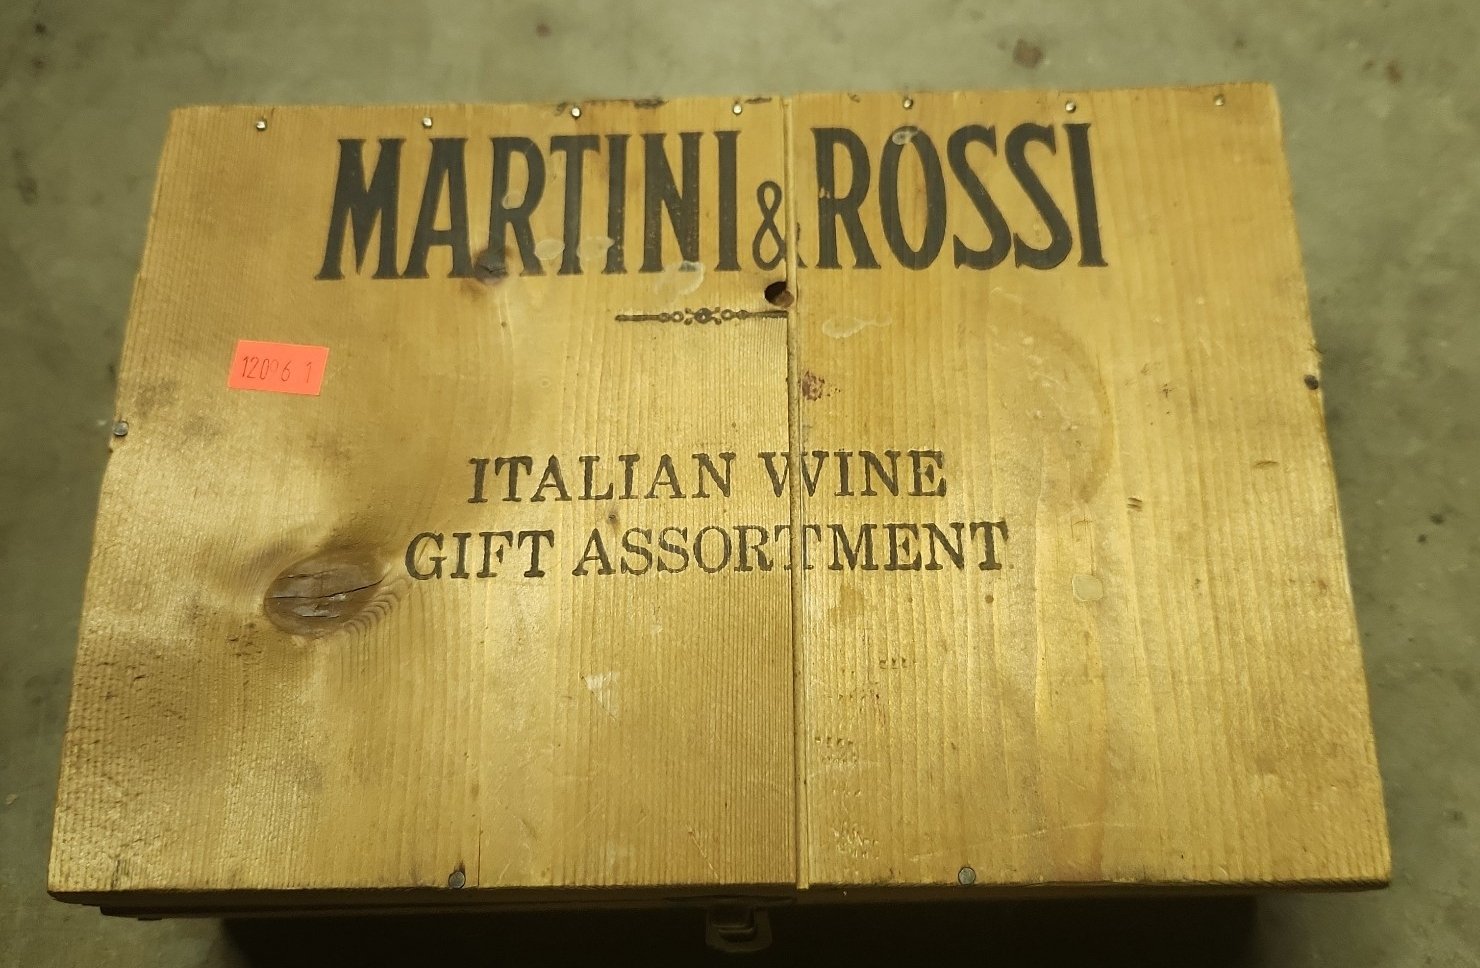 MARTINI & ROSSI
ITALIAN WINE
GIFT ASSORTMENT